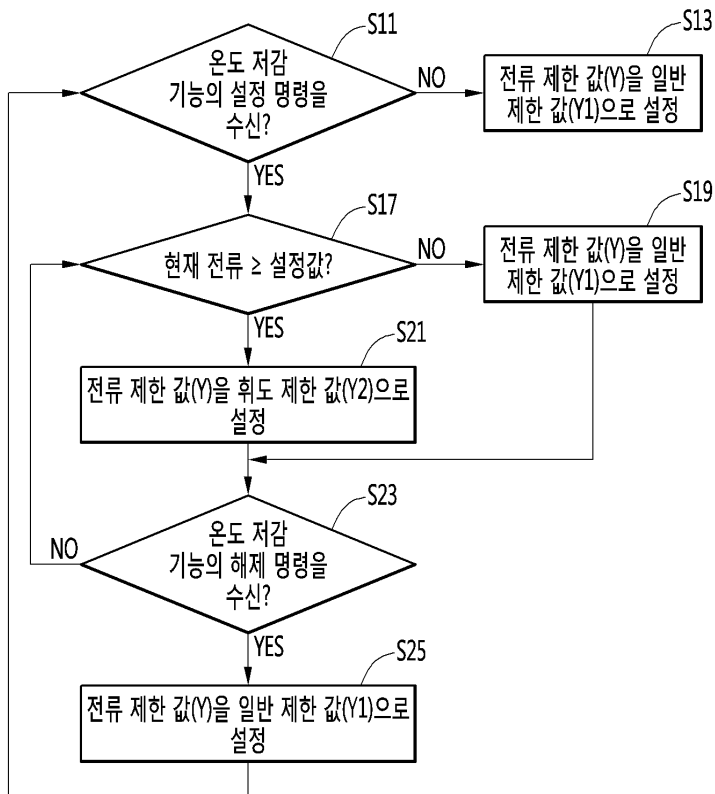 S11
온도 저감
기능의 설정 명령을
수신?
NO
S13
전류 제한 값(Y)을 일반
제한 값(Y1)으로 설정
YES
S17
현재 전류 ≥ 설정값?
NO
S19
전류 제한 값(Y)을 일반
제한 값(Y1)으로 설정
YES
S21
전류 제한 값(Y)을 휘도 제한 값(Y2)으로
설정
S23
온도 저감
기능의 해제 명령을
수신?
NO
YES
S25
전류 제한 값(Y)을 일반 제한 값(Y1)으로
설정